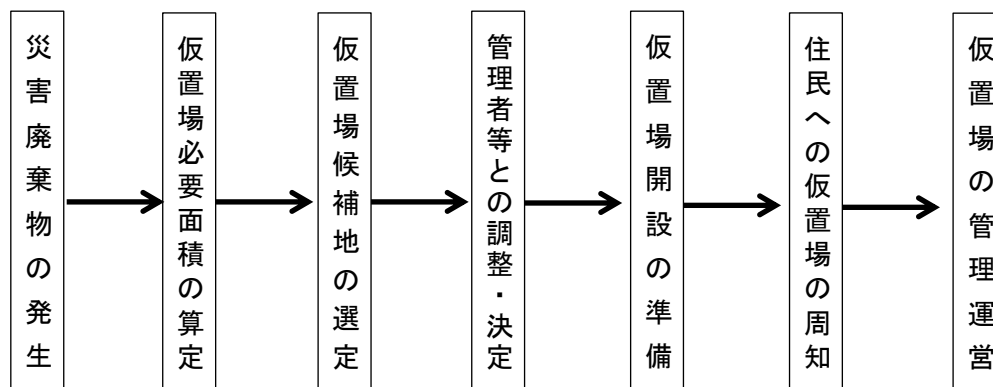 災害廃棄物の発生
仮置場必要面積の算定
仮置場候補地の選定
管理者等との調整・決定
仮置場開設の準備
住民への仮置場の周知
仮置場の管理運営